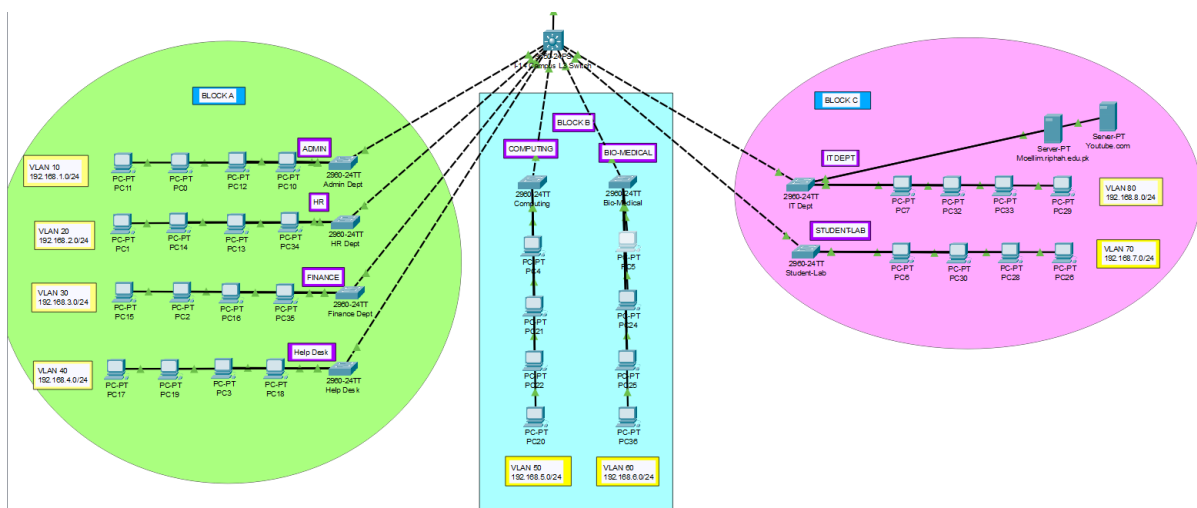 I-14 Campus L3 Switch
BLOCK A
ADMIN
VLAN 10
192.168.1.0/24
PC-PT
PC11
PC-PT
PC0
PC-PT
PC12
PC-PT
PC10
2960-24TT
Admin Dept
HR
VLAN 20
192.168.2.0/24
PC-PT
PC1
PC-PT
PC14
PC-PT
PC13
PC-PT
PC34
2960-24TT
HR Dept
FINANCE
VLAN 30
192.168.3.0/24
PC-PT
PC15
PC-PT
PC2
PC-PT
PC16
PC-PT
PC35
2960-24TT
Finance Dept
Help Desk
VLAN 40
192.168.4.0/24
PC-PT
PC17
PC-PT
PC19
PC-PT
PC3
PC-PT
PC18
2960-24TT
Help Desk
BLOCK B
COMPUTING
BIO-MEDICAL
2960-24TT
Computing
2960-24TT
Bio-Medical
PC-PT
PC4
PC-PT
PC5
PC-PT
PC21
PC-PT
PC24
PC-PT
PC22
PC-PT
PC25
PC-PT
PC20
PC-PT
PC36
VLAN 50
192.168.5.0/24
VLAN 60
192.168.6.0/24
BLOCK C
Server-PT
Youtube.com
Server-PT
Moellim.riphah.edu.pk
IT DEPT
2960-24TT
IT Dept
PC-PT
PC7
PC-PT
PC32
PC-PT
PC33
PC-PT
PC29
VLAN 80
192.168.8.0/24
STUDENT-LAB
2960-24TT
Student-Lab
PC-PT
PC6
PC-PT
PC30
PC-PT
PC28
PC-PT
PC26
VLAN 70
192.168.7.0/24